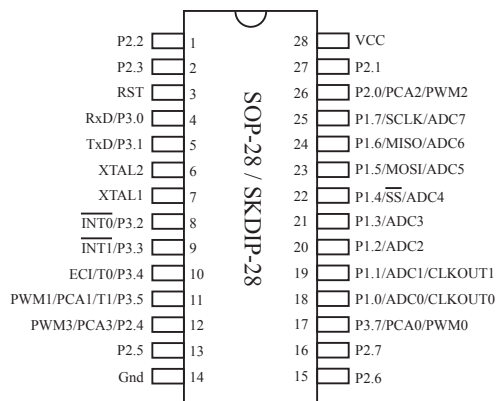 P2.2 1 28 VCC
P2.3 2 27 P2.1
RST 3 26 P2.0/PCA2/PWM2
RxD/P3.0 4 25 P1.7/SCLK/ADC7
TxD/P3.1 5 24 P1.6/MISO/ADC6
XTAL2 6 23 P1.5/MOSI/ADC5
XTAL1 7 22 P1.4/SS/ADC4
INT0/P3.2 8 21 P1.3/ADC3
INT1/P3.3 9 20 P1.2/ADC2
ECI/T0/P3.4 10 19 P1.1/ADC1/CLKOUT1
PWM1/PCA1/T1/P3.5 11 18 P1.0/ADC0/CLKOUT0
PWM3/PCA3/P2.4 12 17 P3.7/PCA0/PWM0
P2.5 13 16 P2.7
Gnd 14 15 P2.6
SOP-28 / SKDIP-28